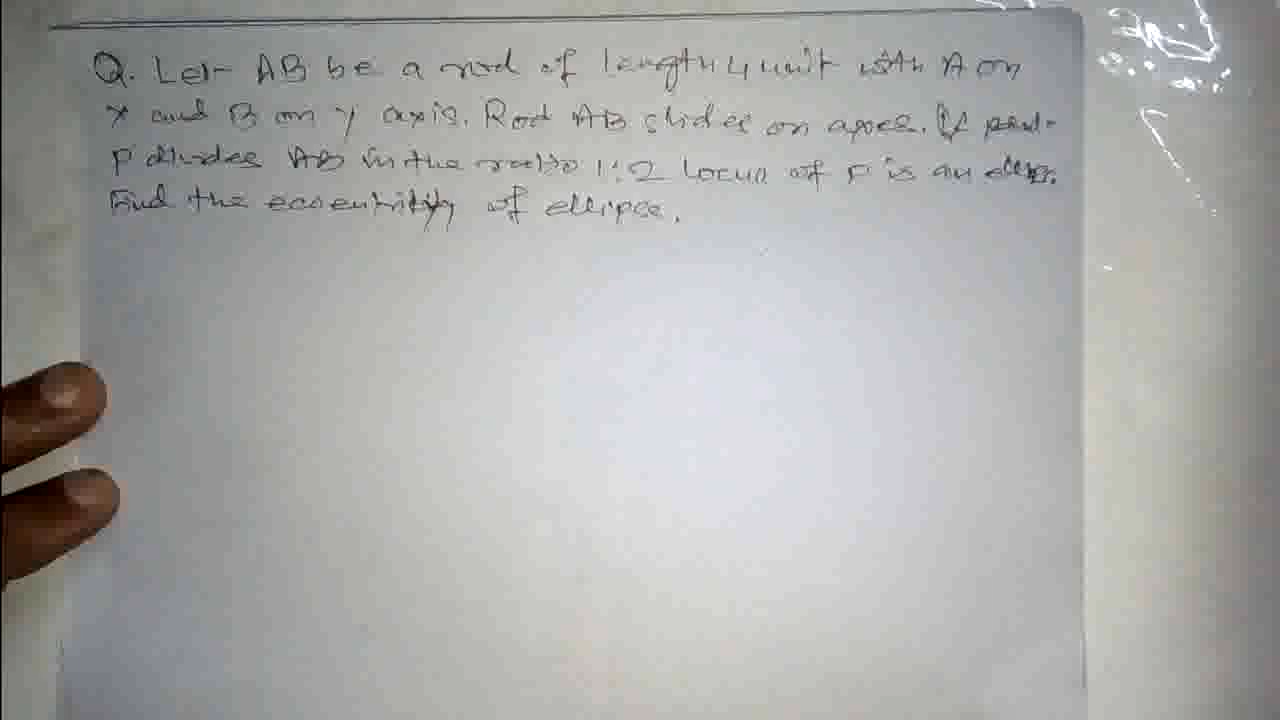 Q. Let AB be a rod of length 4 unit with A on
X and B on Y axis. Rod AB slides on axes. If point
P divides AB in the ratio 1:2 locus of P is an ellipse.
Find the eccentricity of ellipse.